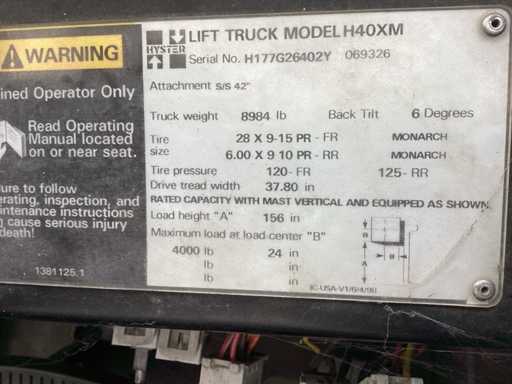 WARNING
ined Operator Only
Read Operating
Manual located
on or near seat.
ure to follow
erating, inspection, and
intenance instructions
n cause serious injury
death!
1381125.1
HYSTER
LIFT TRUCK MODEL H40XM
Serial No. H177G26402Y 069326
Attachment S/S 42"
Truck weight 8984 lb Back Tilt 6 Degrees
Tire 28 X 9-15 PR - FR MONARCH
size 6.00 X 9 10 PR - RR MONARCH
Tire pressure 120- FR 125- RR
Drive tread width 37.80 in
RATED CAPACITY WITH MAST VERTICAL AND EQUIPPED AS SHOWN
Load height "A" 156 in
Maximum load at load center "B"
4000 lb 24 in
lb in
lb in
B
B
A